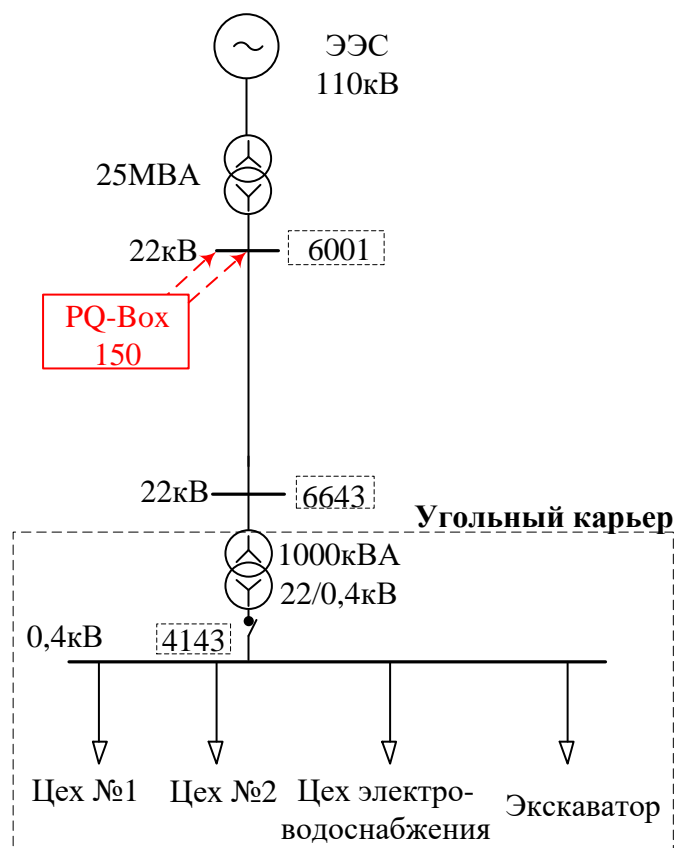 ЭЭС
110кВ
25МВА
22кВ
6001
PQ-Box
150
22кВ
6643
Угольный карьер
1000кВА
22/0,4кВ
0,4кВ
4143
Цех №1
Цех №2
Цех электро-
водоснабжения
Экскаватор